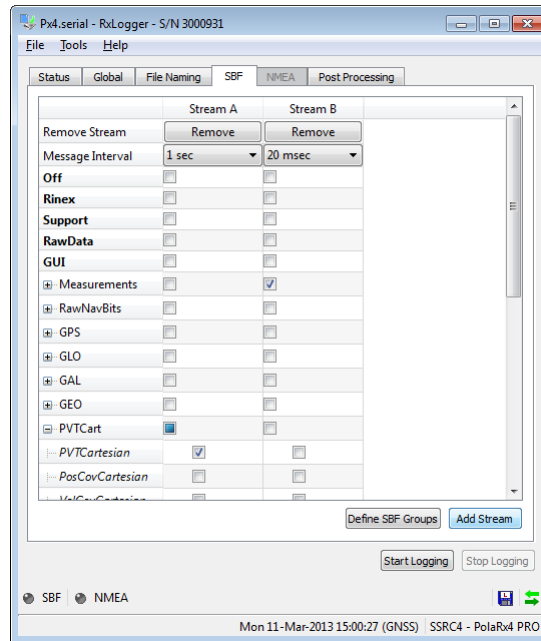 Px4.serial - RxLogger - S/N 3000931
File Tools Help
Status Global File Naming SBF NMEA Post Processing
Stream A Stream B
Remove Stream Remove Remove
Message Interval 1 sec 20 msec
Off
Rinex
Support
RawData
GUI
Measurements
RawNavBits
GPS
GLO
GAL
GEO
PVTCart
PVTCartesian
PosCovCartesian
VelCovCartesian
Define SBF Groups Add Stream
Start Logging Stop Logging
SBF NMEA
Mon 11-Mar-2013 15:00:27 (GNSS) SSRC4 - PolaRx4 PRO